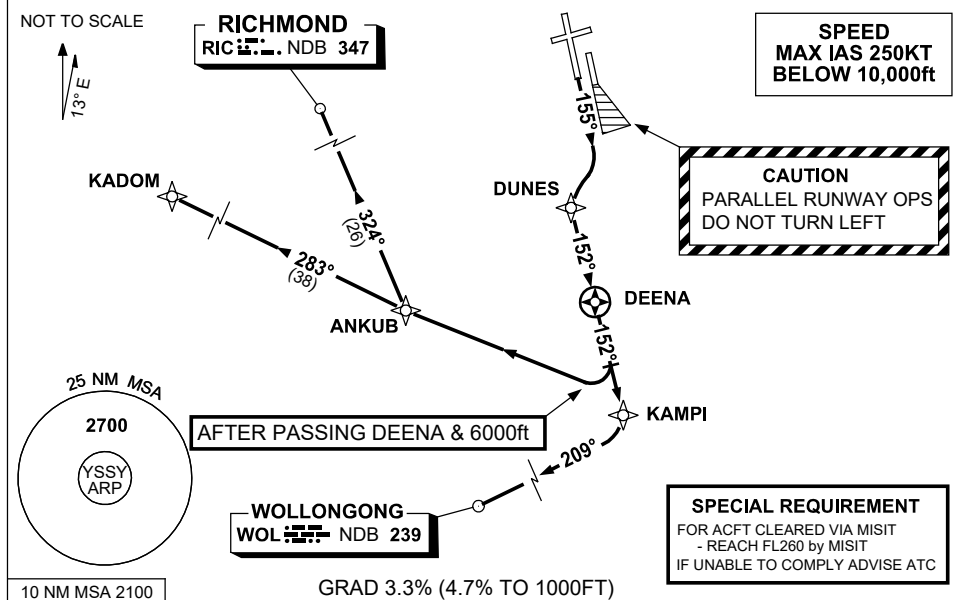 NOT TO SCALE
13° E
RICHMOND
RIC NDB 347
SPEED
MAX IAS 250KT
BELOW 10,000ft
155°
CAUTION
PARALLEL RUNWAY OPS
DO NOT TURN LEFT
KADOM
DUNES
324°
(26)
152°
283°
(38)
DEENA
ANKUB
152°
25 NM MSA
2700
YSSY
ARP
AFTER PASSING DEENA & 6000ft
KAMPI
209°
WOLLONGONG
WOL NDB 239
SPECIAL REQUIREMENT
FOR ACFT CLEARED VIA MISIT
- REACH FL260 by MISIT
IF UNABLE TO COMPLY ADVISE ATC
10 NM MSA 2100
GRAD 3.3% (4.7% TO 1000FT)